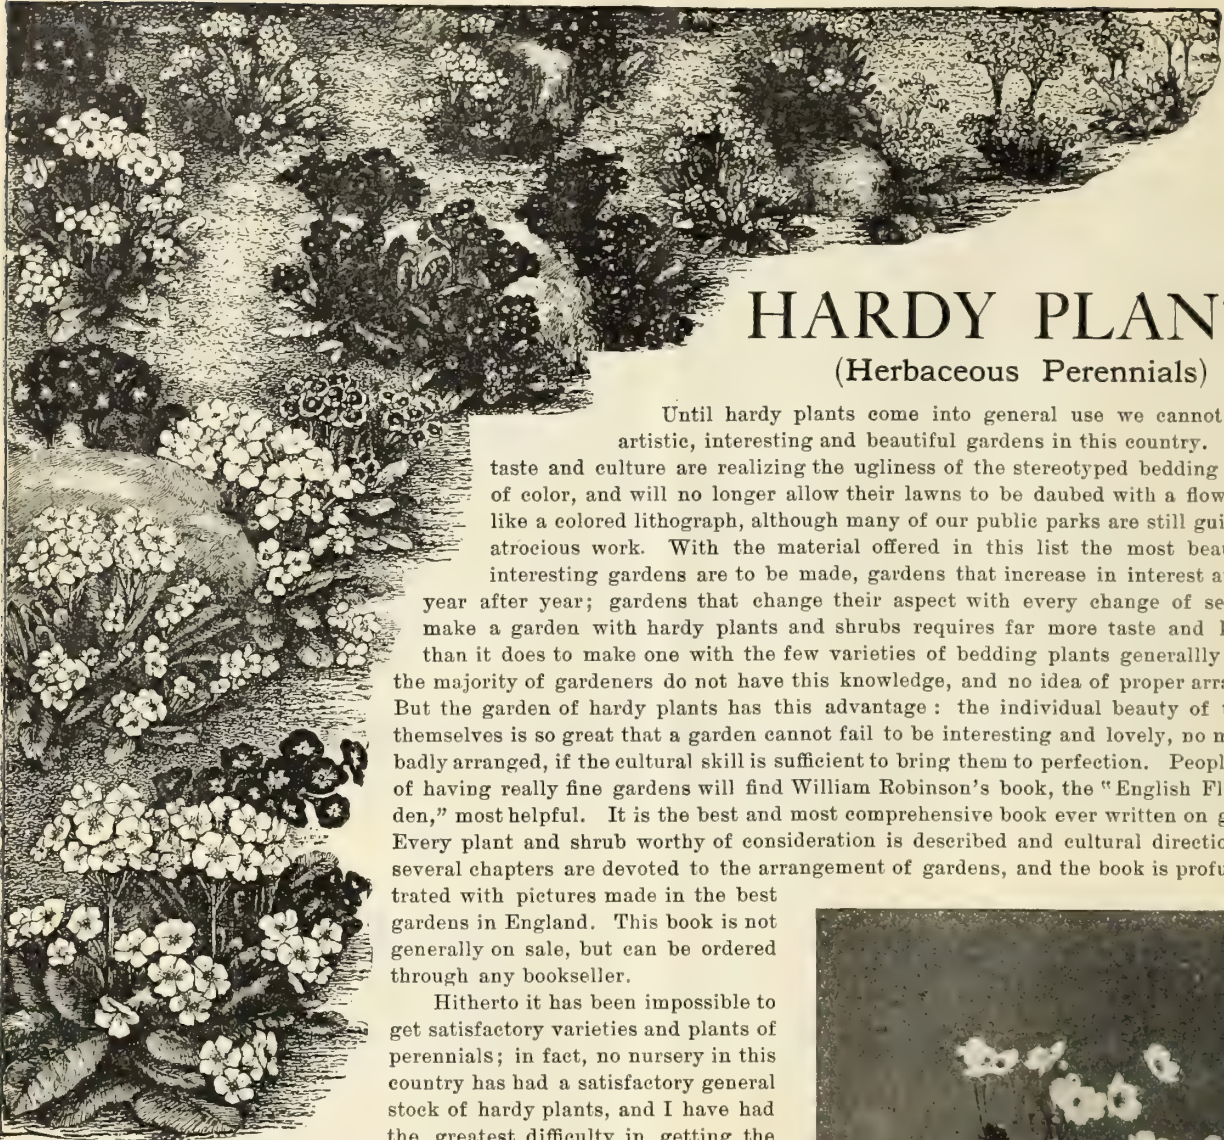 HARDY PLAN
(Herbaceous Perennials)
Until hardy plants come into general use we cannot
artistic, interesting and beautiful gardens in this country.
taste and culture are realizing the ugliness of the stereotyped bedding
of color, and will no longer allow their lawns to be daubed with a flow
like a colored lithograph, although many of our public parks are still gui
atrocious work. With the material offered in this list the most beau
interesting gardens are to be made, gardens that increase in interest a
year after year; gardens that change their aspect with every change of se
make a garden with hardy plants and shrubs requires far more taste and
than it does to make one with the few varieties of bedding plants generallly
the majority of gardeners do not have this knowledge, and no idea of proper arra
But the garden of hardy plants has this advantage : the individual beauty of
themselves is so great that a garden cannot fail to be interesting and lovely, no m
badly arranged, if the cultural skill is sufficient to bring them to perfection. Peopl
of having really fine gardens will find William Robinson's book, the "English Fl
den," most helpful. It is the best and most comprehensive book ever written on g
Every plant and shrub worthy of consideration is described and cultural directio
several chapters are devoted to the arrangement of gardens, and the book is profu
trated with pictures made in the best
gardens in England. This book is not
generally on sale, but can be ordered
through any bookseller.
Hitherto it has been impossible to
get satisfactory varieties and plants of
perennials; in fact, no nursery in this
country has had a satisfactory general
stock of hardy plants, and I have had
the greatest difficulty in getting the